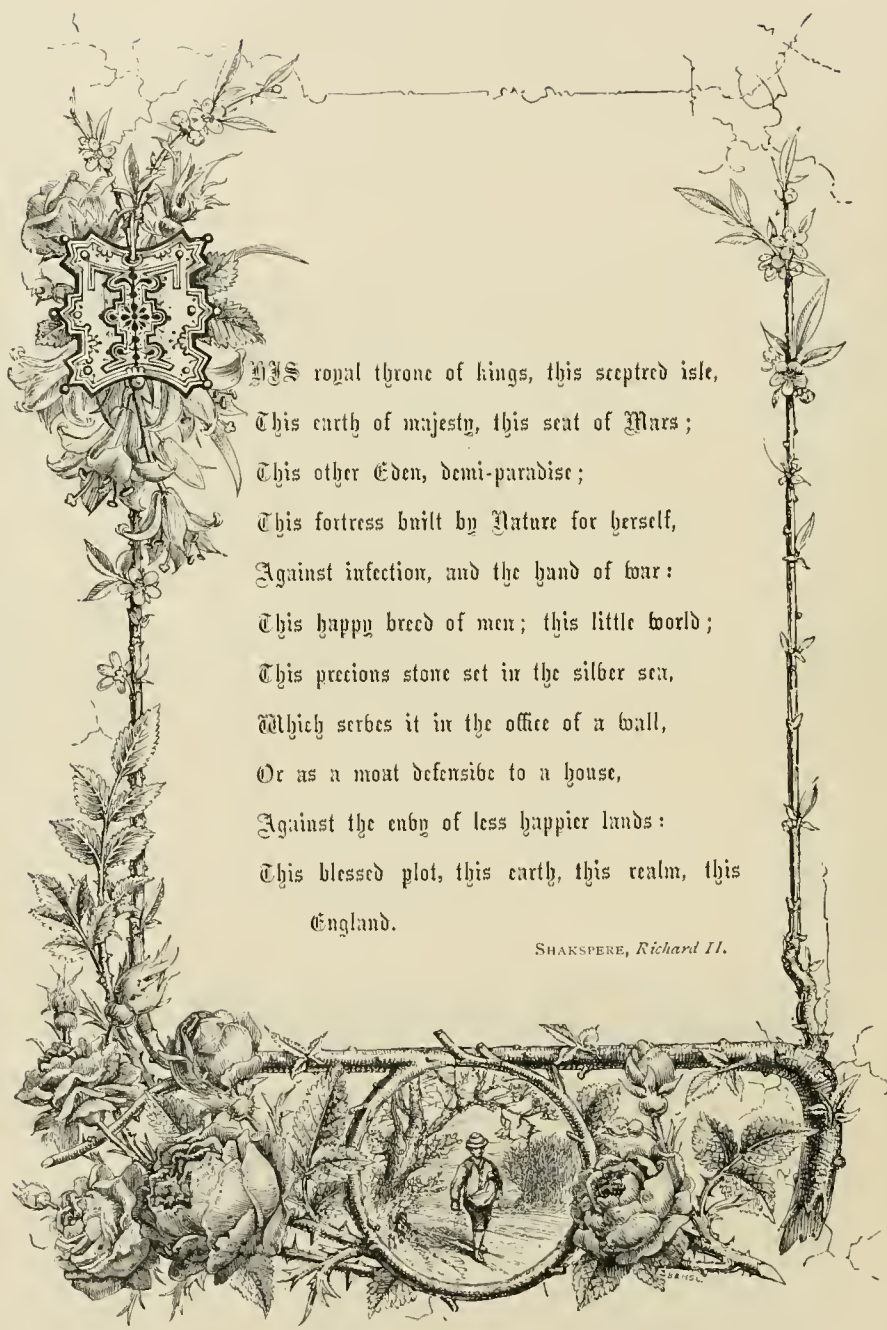 THIS royal throne of kings, this sceptred isle,
This earth of majesty, this seat of Mars;
This other Eden, demi-paradise;
This fortress built by Nature for herself,
Against infection, and the hand of war:
This happy breed of men; this little world;
This precious stone set in the silver sea,
Which serves it in the office of a wall,
Or as a moat defensive to a house,
Against the envy of less happier lands:
This blessed plot, this earth, this realm, this
England.
SHAKSPERE, Richard II.